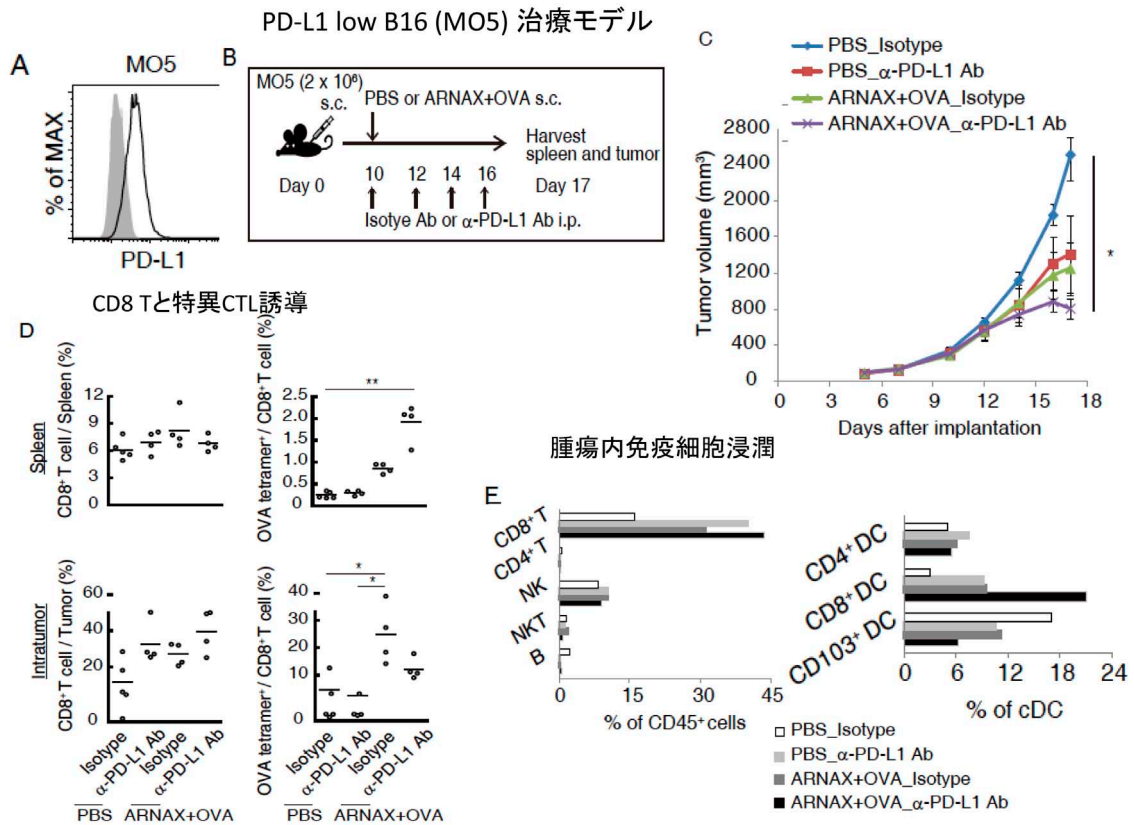 PD-L1 low B16 (MO5) 治療モデル
A
MO5
% of MAX
PD-L1
B
MO5 (2 x 10⁶)
s.c.
PBS or ARNAX+OVA s.c.
Harvest
spleen and tumor
Day 0
10
12
14
16
Day 17
Isotye Ab or α-PD-L1 Ab i.p.
C
PBS_Isotype
PBS_α-PD-L1 Ab
ARNAX+OVA_Isotype
ARNAX+OVA_α-PD-L1 Ab
Tumor volume (mm³)
2800
2400
2000
1600
1200
800
400
0
*
0 3 6 9 12 15 18
Days after implantation
CD8 Tと特異CTL誘導
D
Spleen
CD8⁺T cell / Spleen (%)
12
9
6
3
0
OVA tetramer⁺/ CD8⁺T cell (%)
2.5
2.0
1.5
1.0
0.5
0
**
Intratumor
CD8⁺T cell / Tumor (%)
60
40
20
0
OVA tetramer⁺/ CD8⁺T cell (%)
40
30
20
10
0
*
*
Isotype
α-PD-L1 Ab
Isotype
α-PD-L1 Ab
PBS
ARNAX+OVA
Isotype
α-PD-L1 Ab
Isotype
α-PD-L1 Ab
PBS
ARNAX+OVA
腫瘍内免疫細胞浸潤
E
CD8⁺T
CD4⁺T
NK
NKT
B
0 15 30 45
% of CD45⁺cells
CD4⁺DC
CD8⁺DC
CD103⁺DC
0 6 12 18 24
% of cDC
PBS_Isotype
PBS_α-PD-L1 Ab
ARNAX+OVA_Isotype
ARNAX+OVA_α-PD-L1 Ab